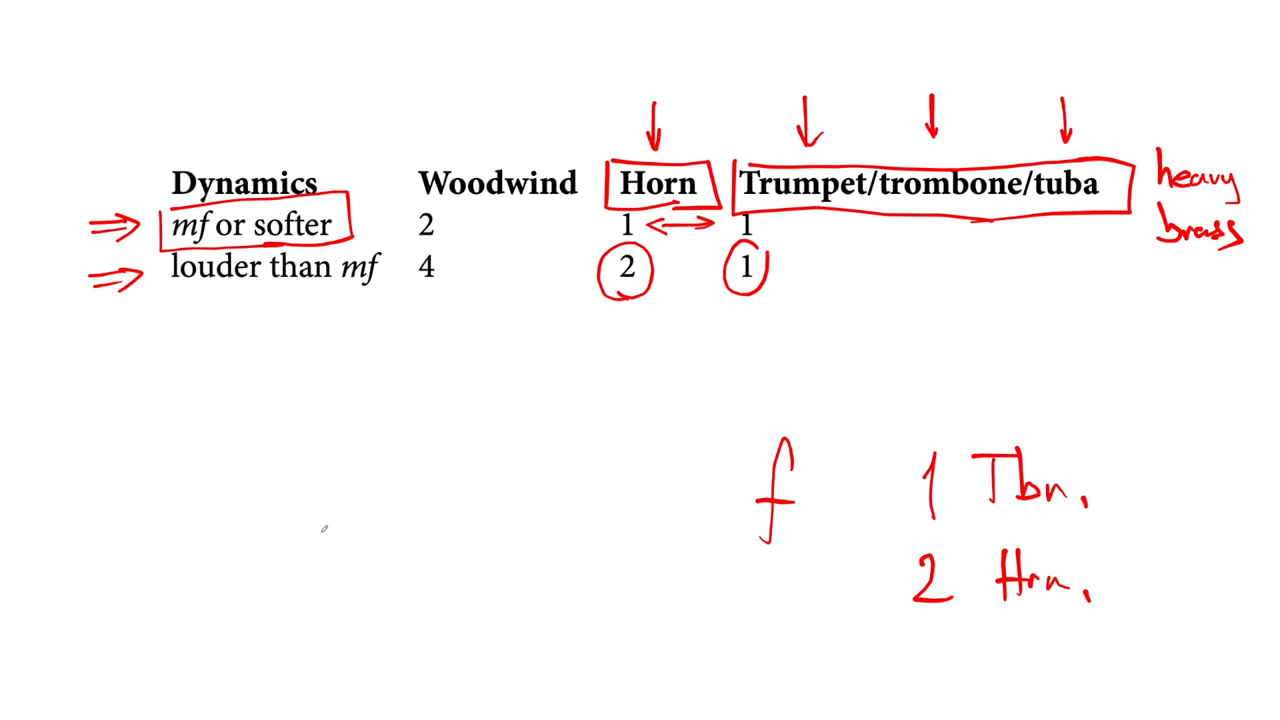 Dynamics Woodwind Horn Trumpet/trombone/tuba heavy
mf or softer 2 1 1 brass
louder than mf 4 2 1
f 1 Tbn.
2 Hrn.